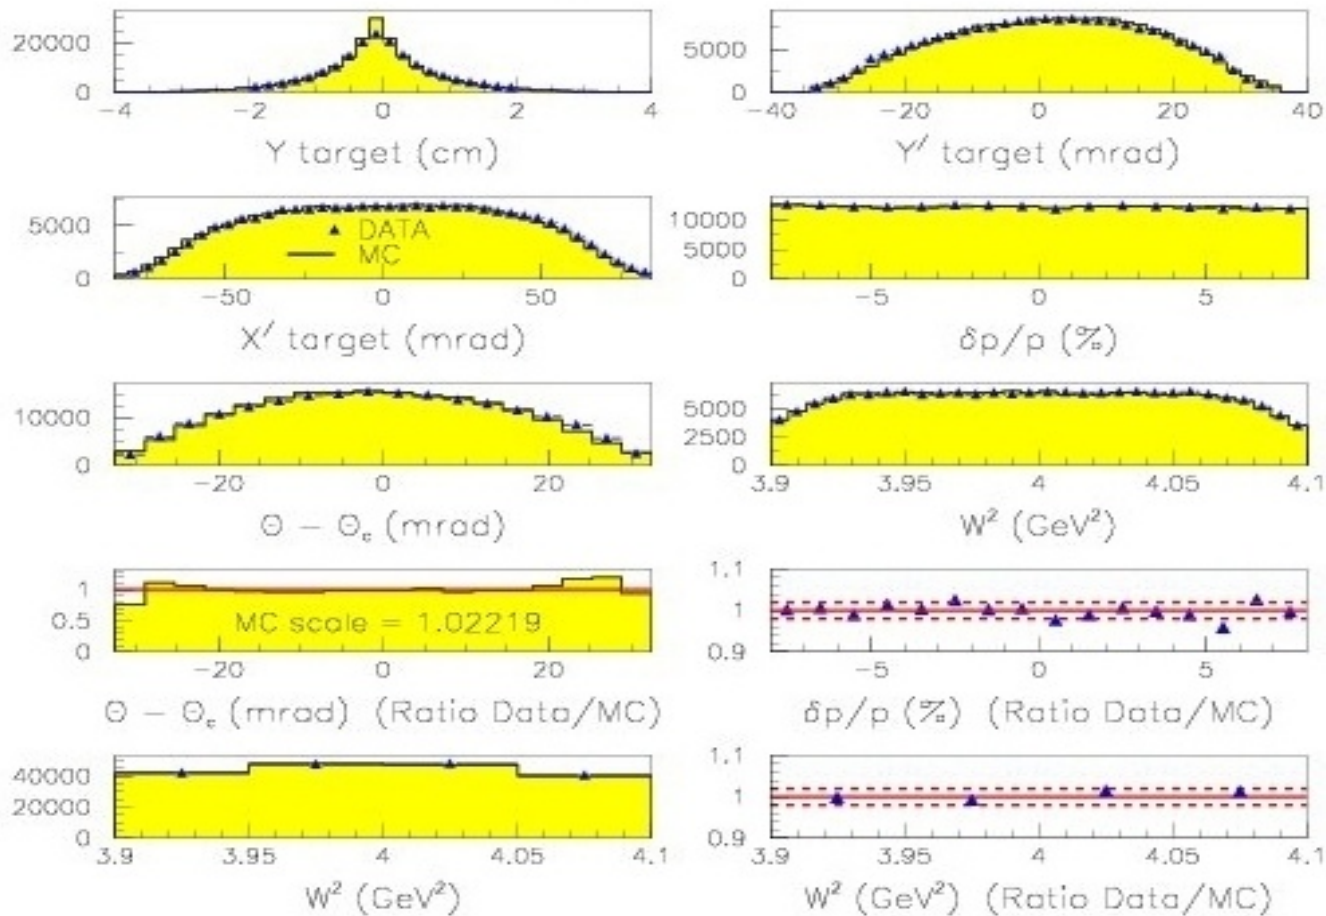 20000
0
-4 -2 0 2 4
Y target (cm)
5000
0
-40 -20 0 20 40
Y′ target (mrad)
5000
0
DATA
MC
-50 0 50
X′ target (mrad)
10000
5000
0
-5 0 5
δp/p (%)
10000
0
-20 0 20
Θ − Θc (mrad)
5000
2500
0
3.9 3.95 4 4.05 4.1
W² (GeV²)
1
0.5
0
MC scale = 1.02219
-20 0 20
Θ − Θc (mrad) (Ratio Data/MC)
1.1
1
0.9
-5 0 5
δp/p (%) (Ratio Data/MC)
40000
20000
0
3.9 3.95 4 4.05 4.1
W² (GeV²)
1.1
1
0.9
3.9 3.95 4 4.05 4.1
W² (GeV²) (Ratio Data/MC)